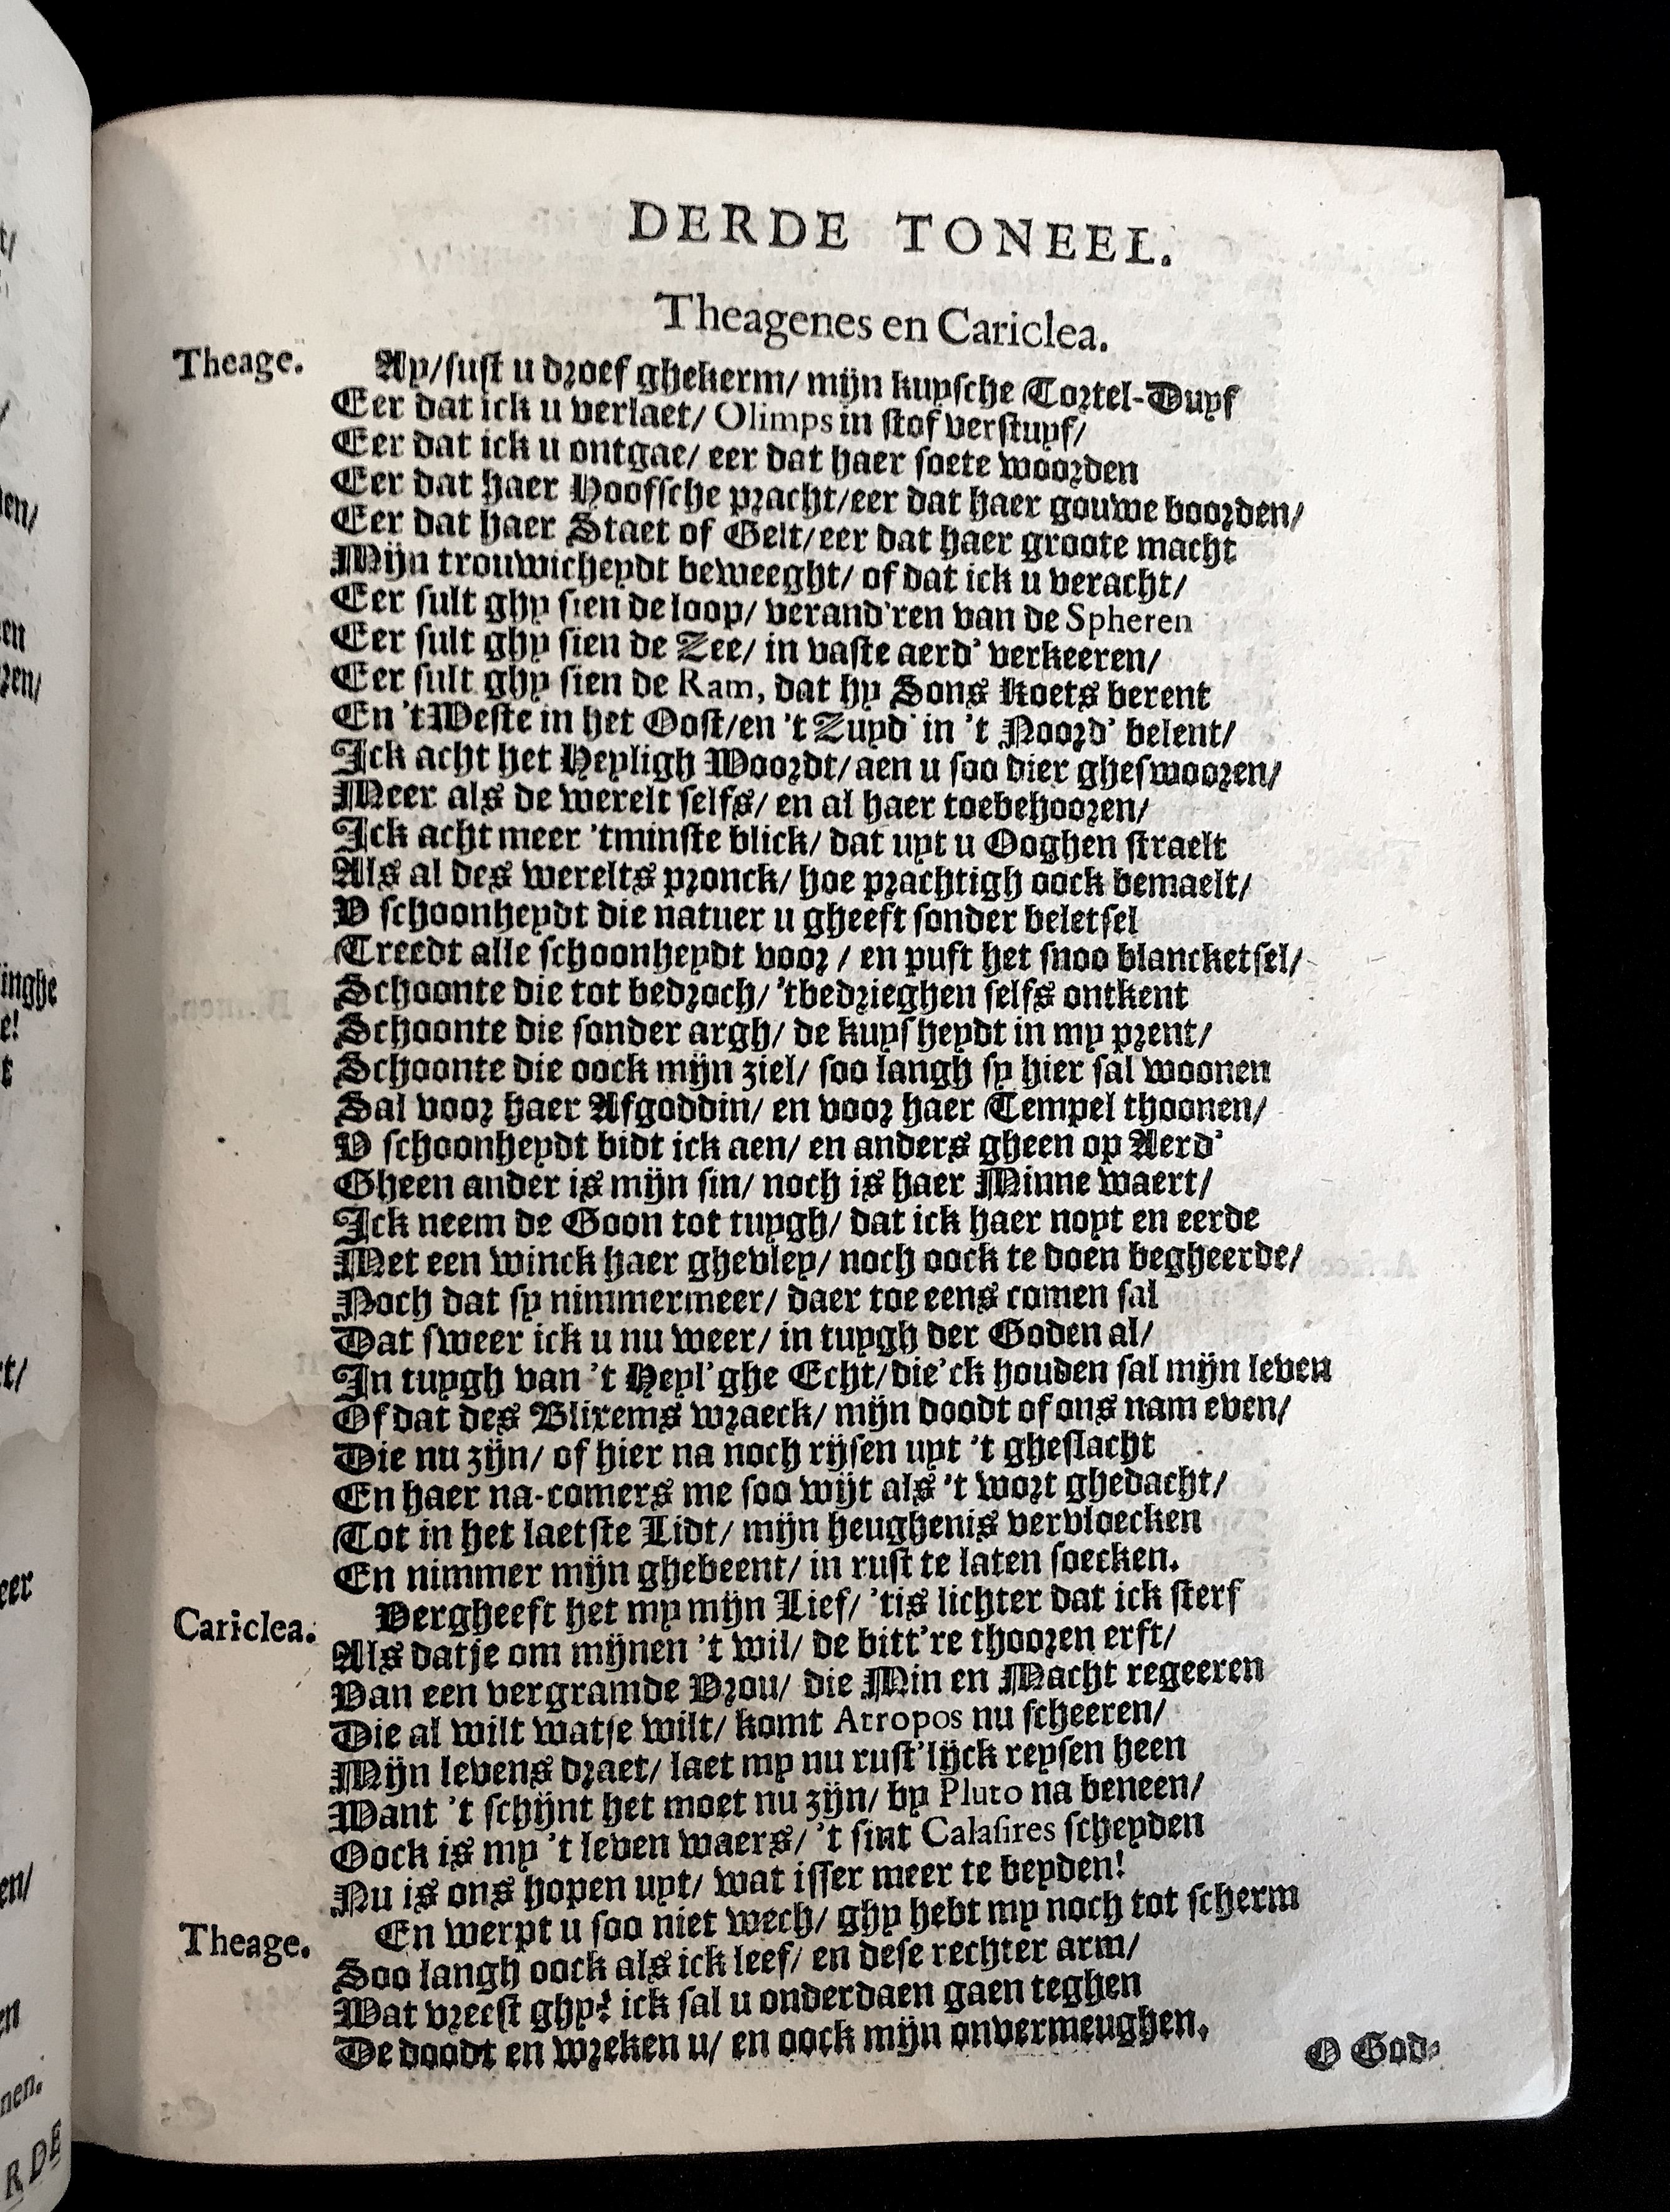 DERDE TONEEL.
Theagenes en Cariclea.
Theage. Ay/sust u droef ghekerm/ mijn kuysche Tortel-Duyf
Eer dat ick u verlaet/ Olimps in stof verstuyf/
Eer dat ick u ontgae/ eer dat haer soete woorden
Eer dat haer Hoofsche pracht/eer dat haer gouwe boorden/
Eer dat haer Staet of Gelt/eer dat haer groote macht
Mijn trouwicheydt beweeght/ of dat ick u veracht/
Eer sult ghy sien de loop/ verand'ren van de Spheren
Eer sult ghy sien de Zee/ in vaste aerd' verkeeren/
Eer sult ghy sien de Ram, dat hy Sons Koets berent
En 't Weste in het Oost/en 't Zuyd' in 't Noord' belent/
Ick acht het Heyligh Woordt/aen u soo dier ghesworen/
Meer als de werelt selfs/ en al haer toebehooren/
Ick acht meer 'tminste blick/ dat uyt u Ooghen straelt
Als al des werelts pronck/ hoe prachtigh oock bemaelt/
V schoonheydt die natuer u gheeft sonder beletsel
Treedt alle schoonheydt voor / en puft het snoo blancketsel/
Schoonte die tot bedroch/ 'tbedrieghen selfs ontkent
Schoonte die sonder argh/ de kuysheydt in my prent/
Schoonte die oock mijn ziel/ soo langh sy hier sal woonen
Sal voor haer Afgoddin/ en voor haer Tempel thoonen/
V schoonheydt bidt ick aen/ en anders gheen op Aerd'
Gheen ander is mijn sin/ noch is haer Minne waert/
Ick neem de Goon tot tuygh/ dat ick haer noyt en eerde
Met een winck haer ghevley/ noch oock te doen begheerde/
Noch dat sy nimmermeer/ daer toe eens comen sal
Dat sweer ick u nu weer/ in tuygh der Goden al/
In tuygh van 't Heyl'ghe Echt/die'ck houden sal mijn leven
Of dat des Blixems wraeck/ mijn doodt of ons nam even/
Die nu zijn/ of hier na noch rijsen uyt 't gheslacht
En haer na-comers me soo wijt als 't wort ghedacht/
Tot in het laetste Lidt/ mijn heughenis vervloecken
En nimmer mijn ghebeent/ in rust te laten soecken.
Cariclea. Vergheeft het my mijn Lief/ 'tis lichter dat ick sterf
Als datje om mijnen 't wil/ de bitt're thooren erft/
Van een vergramde Vrou/ die Min en Macht regeeren
Die al wilt watse wilt/ komt Atropos nu scheeren/
Mijn levens draet/ laet my nu rust'lijck reysen heen
Want 't schijnt het moet nu zijn/ by Pluto na beneen/
Oock is my 't leven waers/ 't sint Calasires scheyden
Nu is ons hopen uyt/ wat isser meer te beyden!
Theage. En werpt u soo niet wech/ ghy hebt my noch tot scherm
Soo langh oock als ick leef/ en dese rechter arm/
Wat vreest ghy? ick sal u onderdaen gaen teghen
De doodt en wreken u/ en oock mijn onvermeughen.
O God-